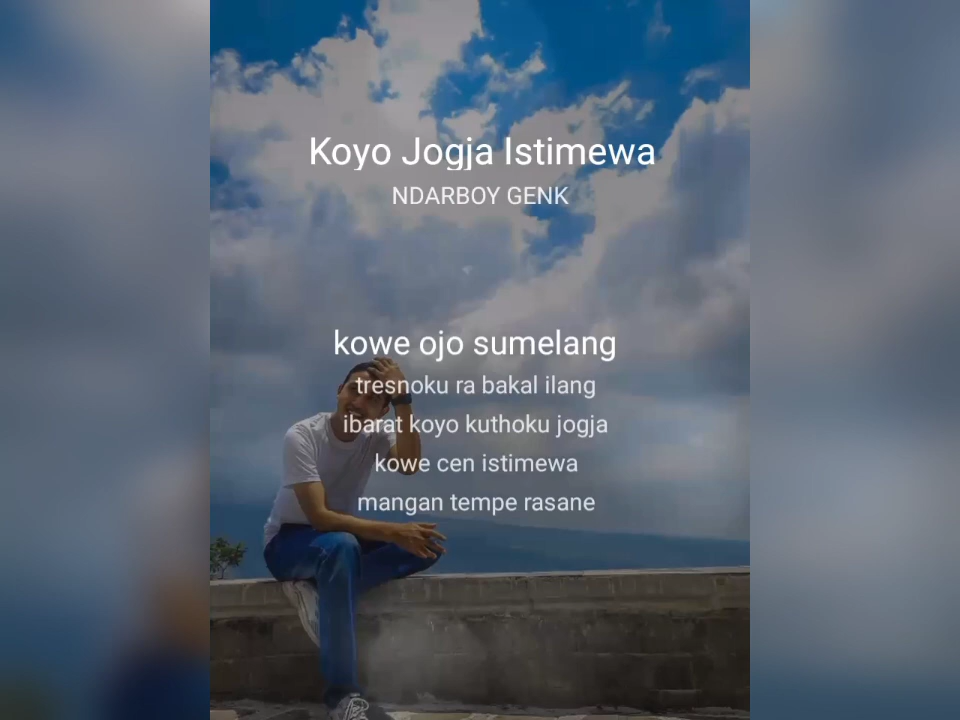 Koyo Jogja Istimewa
NDARBOY GENK
kowe ojo sumelang
tresnoku ra bakal ilang
ibarat koyo kuthoku jogja
kowe cen istimewa
mangan tempe rasane